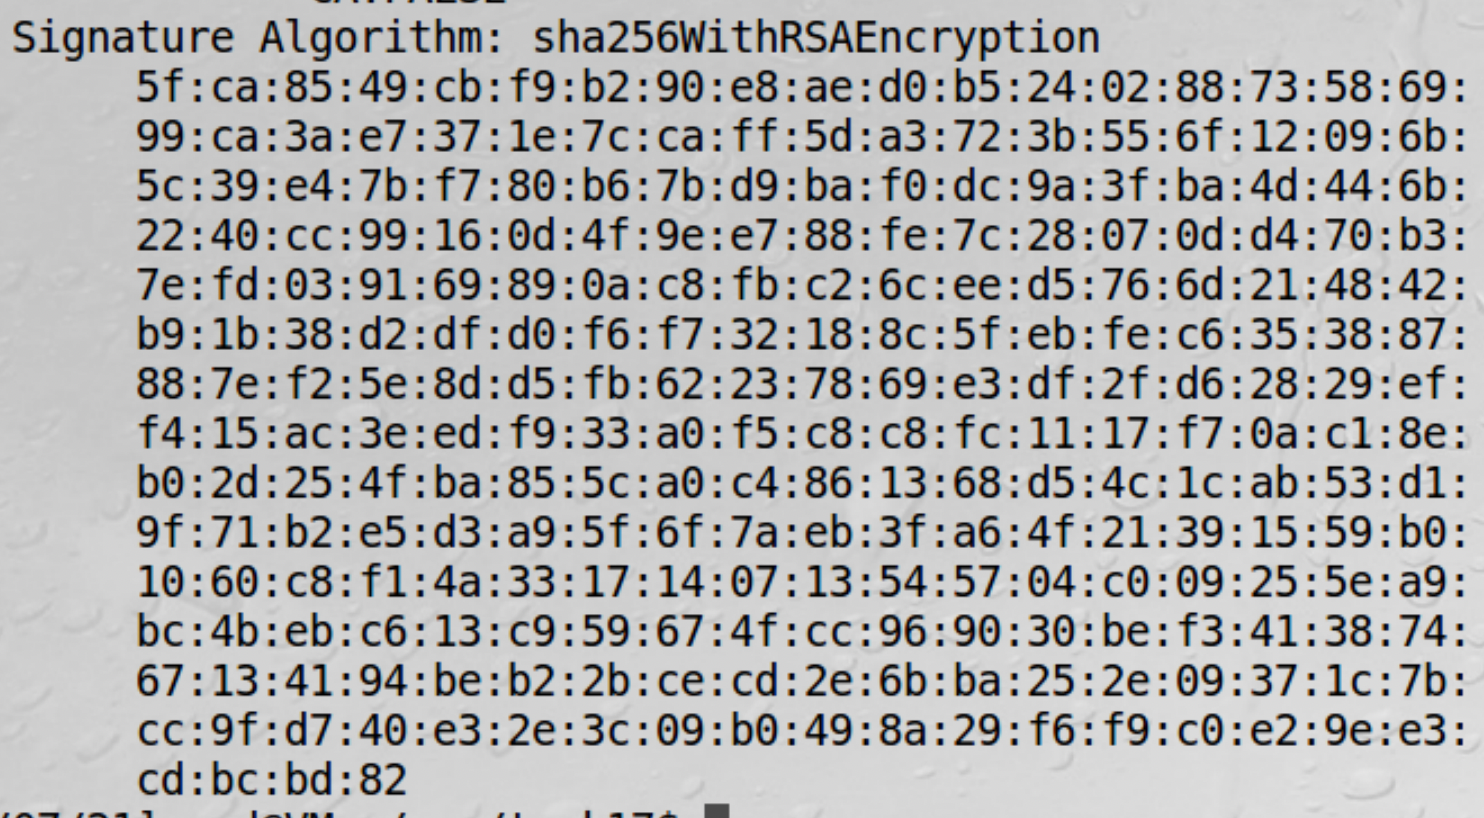 Signature Algorithm: sha256WithRSAEncryption
5f:ca:85:49:cb:f9:b2:90:e8:ae:d0:b5:24:02:88:73:58:69:
99:ca:3a:e7:37:1e:7c:ca:ff:5d:a3:72:3b:55:6f:12:09:6b:
5c:39:e4:7b:f7:80:b6:7b:d9:ba:f0:dc:9a:3f:ba:4d:44:6b:
22:40:cc:99:16:0d:4f:9e:e7:88:fe:7c:28:07:0d:d4:70:b3:
7e:fd:03:91:69:89:0a:c8:fb:c2:6c:ee:d5:76:6d:21:48:42:
b9:1b:38:d2:df:d0:f6:f7:32:18:8c:5f:eb:fe:c6:35:38:87:
88:7e:f2:5e:8d:d5:fb:62:23:78:69:e3:df:2f:d6:28:29:ef:
f4:15:ac:3e:ed:f9:33:a0:f5:c8:c8:fc:11:17:f7:0a:c1:8e:
b0:2d:25:4f:ba:85:5c:a0:c4:86:13:68:d5:4c:1c:ab:53:d1:
9f:71:b2:e5:d3:a9:5f:6f:7a:eb:3f:a6:4f:21:39:15:59:b0:
10:60:c8:f1:4a:33:17:14:07:13:54:57:04:c0:09:25:5e:a9:
bc:4b:eb:c6:13:c9:59:67:4f:cc:96:90:30:be:f3:41:38:74:
67:13:41:94:be:b2:2b:ce:cd:2e:6b:ba:25:2e:09:37:1c:7b:
cc:9f:d7:40:e3:2e:3c:09:b0:49:8a:29:f6:f9:c0:e2:9e:e3:
cd:bc:bd:82